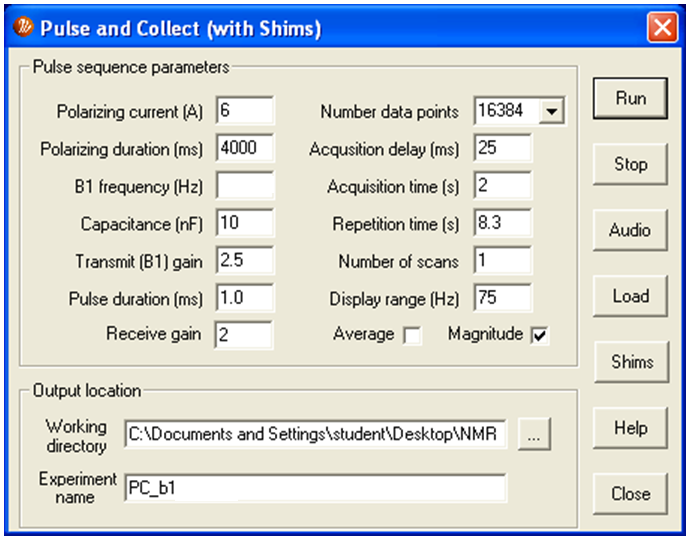 Pulse and Collect (with Shims)
Pulse sequence parameters
Polarizing current (A) 6 Number data points 16384
Polarizing duration (ms) 4000 Acqusition delay (ms) 25
B1 frequency (Hz) Acquisition time (s) 2
Capacitance (nF) 10 Repetition time (s) 8.3
Transmit (B1) gain 2.5 Number of scans 1
Pulse duration (ms) 1.0 Display range (Hz) 75
Receive gain 2 Average Magnitude
Run
Stop
Audio
Load
Shims
Help
Close
Output location
Working
directory
C:\Documents and Settings\student\Desktop\NMR ...
Experiment
name
PC_b1